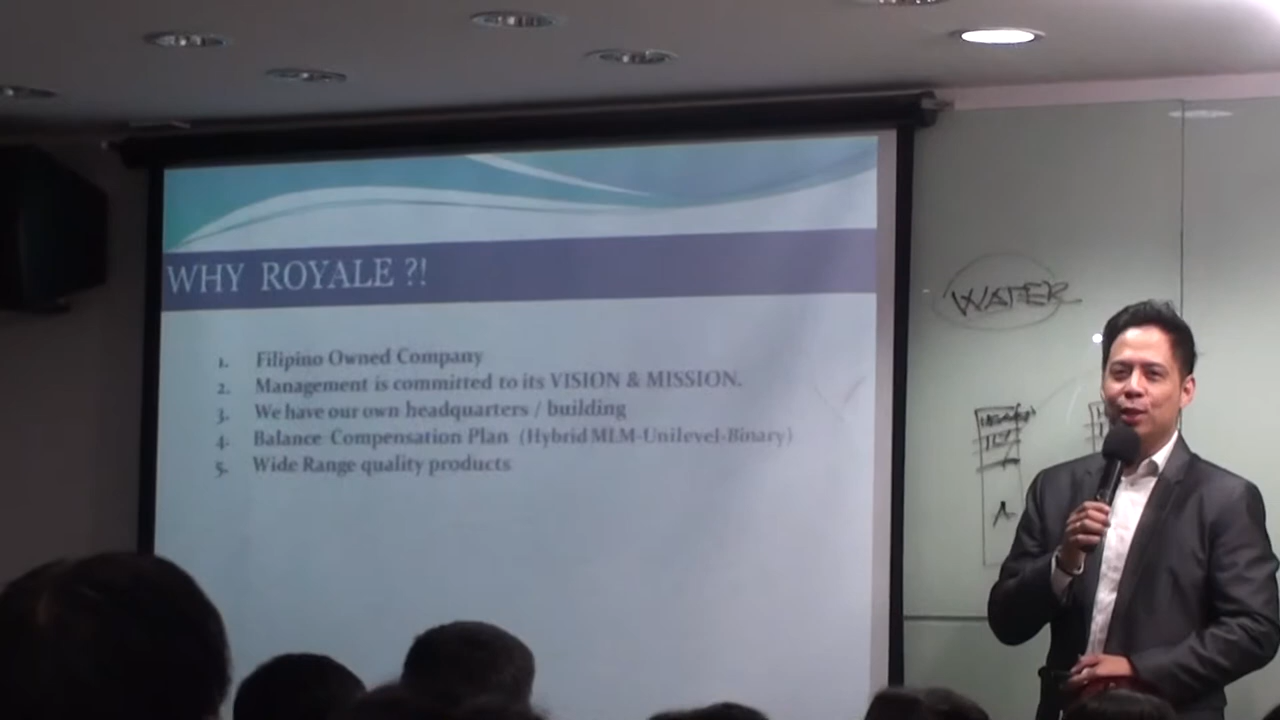 WHY ROYALE ?!
1. Filipino Owned Company
2. Management is committed to its VISION & MISSION.
3. We have our own headquarters / building
4. Balance Compensation Plan (Hybrid MLM-Unilevel-Binary)
5. Wide Range quality products
WATER
A